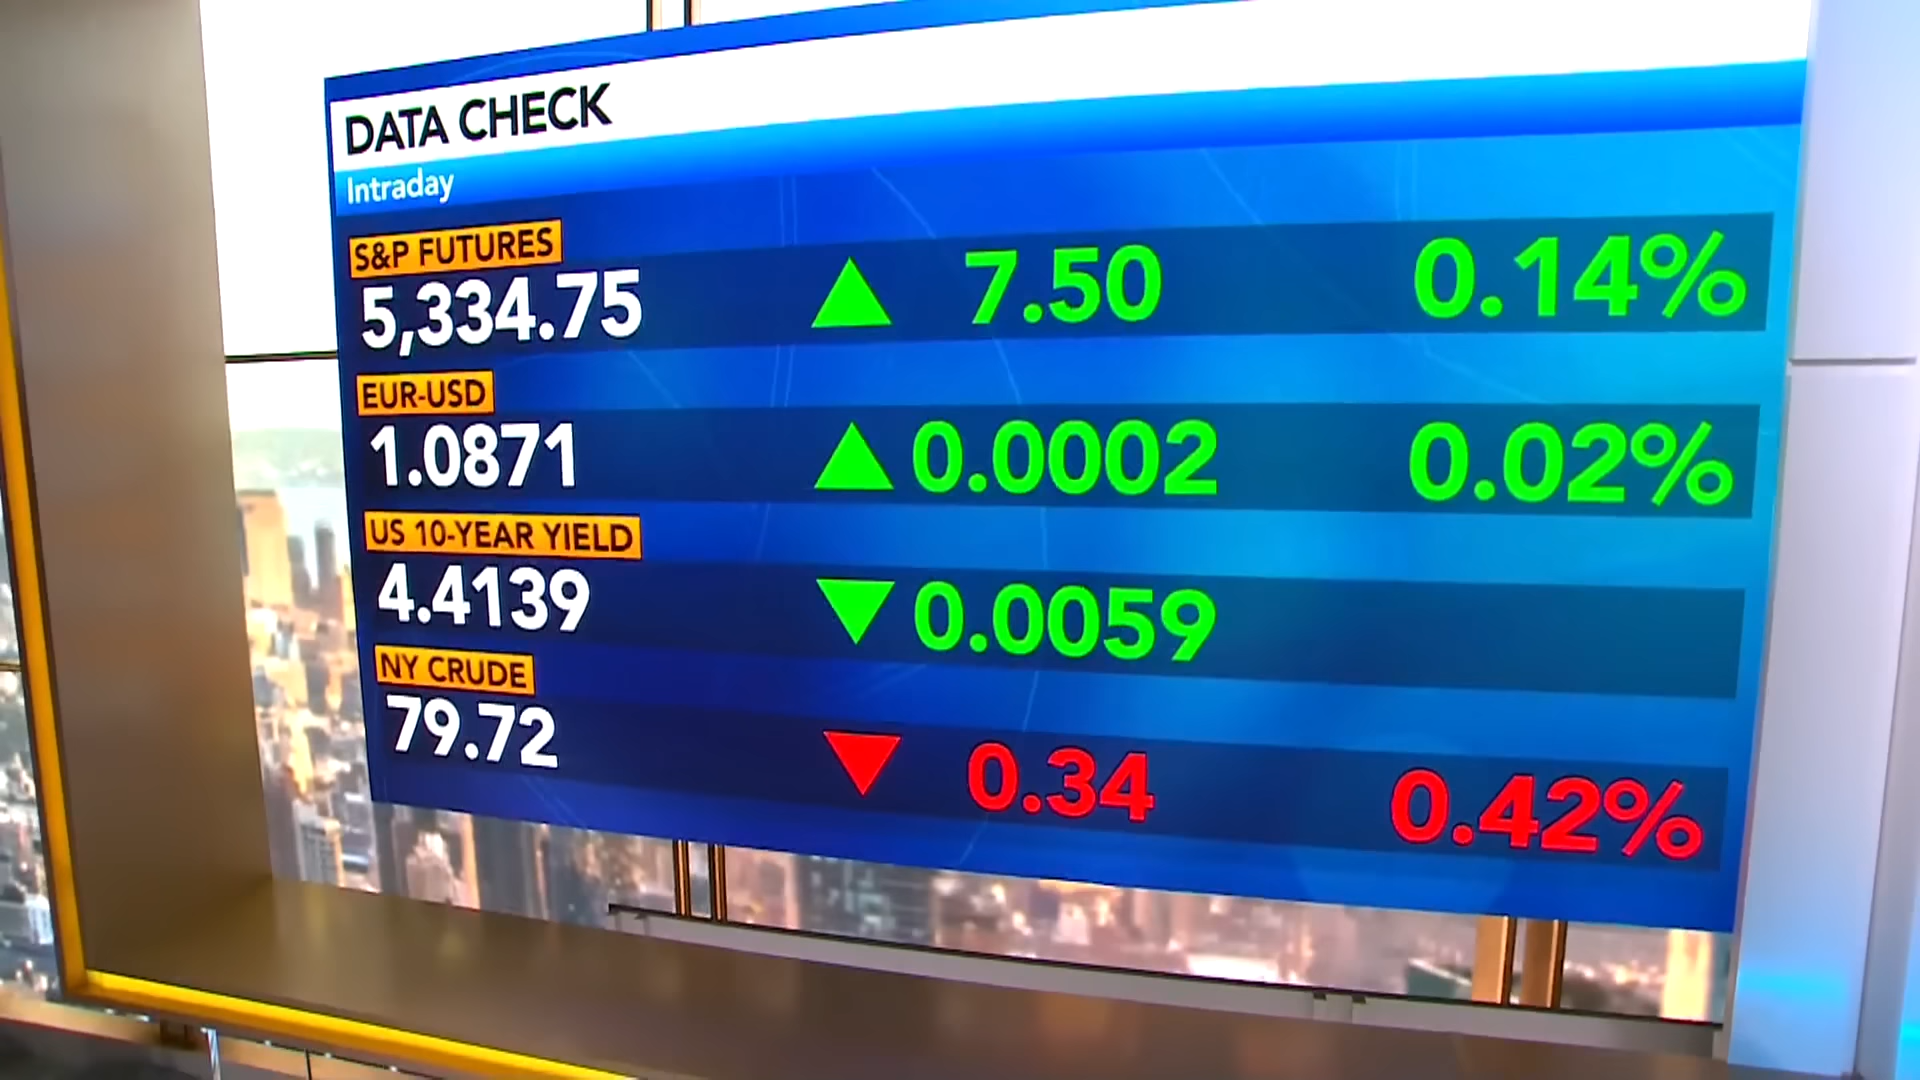 DATA CHECK
Intraday
S&P FUTURES
5,334.75 ▲ 7.50 0.14%
EUR-USD
1.0871 ▲ 0.0002 0.02%
US 10-YEAR YIELD
4.4139 ▼ 0.0059
NY CRUDE
79.72 ▼ 0.34 0.42%